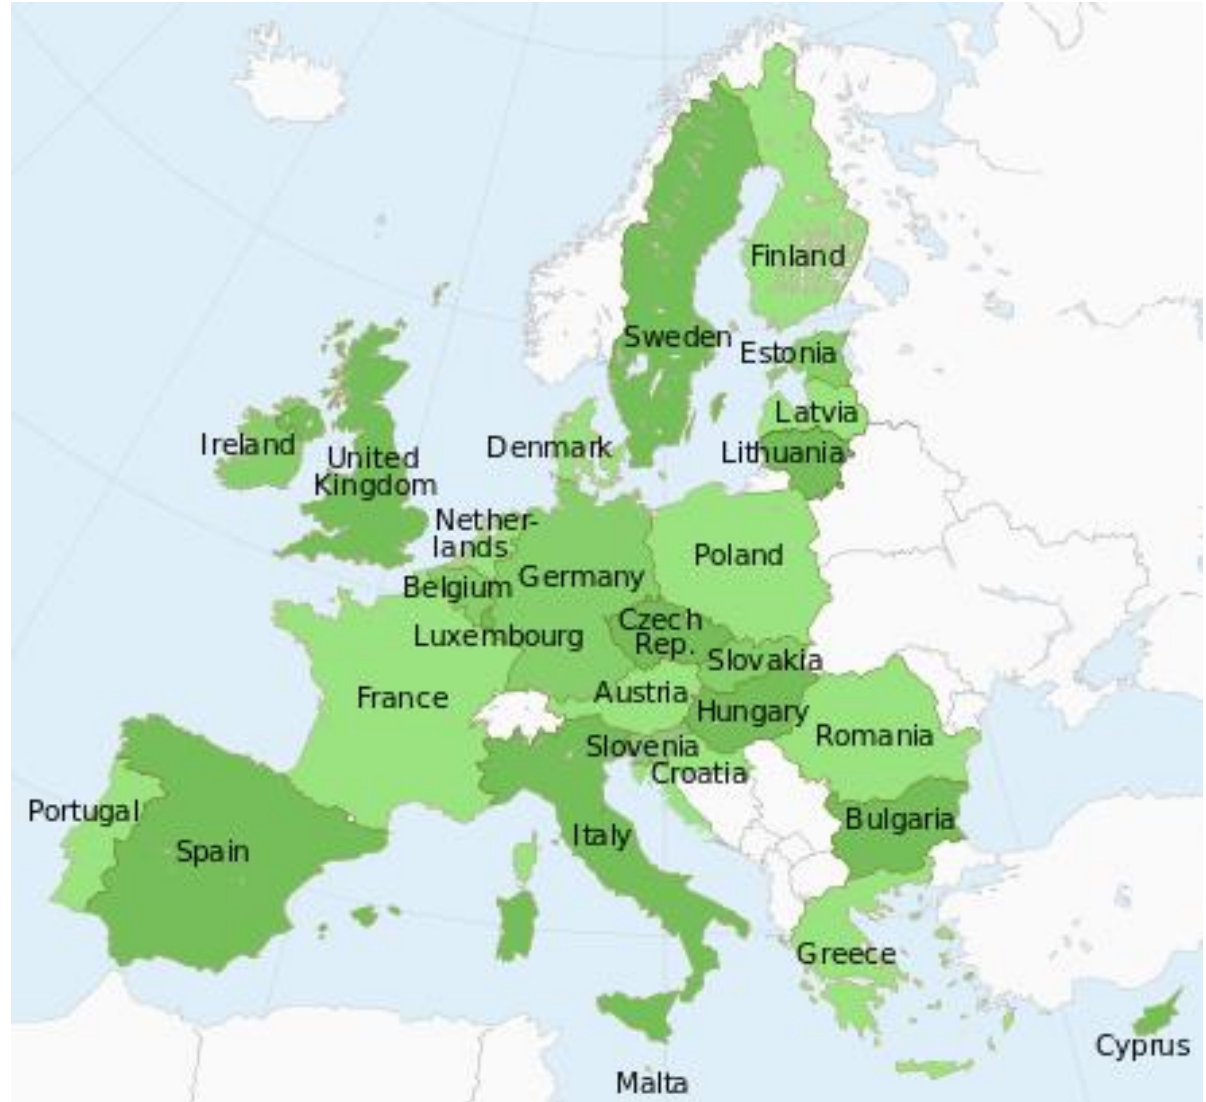 Finland
Sweden
Estonia
Latvia
Lithuania
Denmark
Ireland
United
Kingdom
Nether-
lands
Poland
Belgium
Germany
Czech
Rep.
Luxembourg
Slovakia
Austria
France
Hungary
Romania
Slovenia
Croatia
Portugal
Bulgaria
Italy
Spain
Greece
Cyprus
Malta